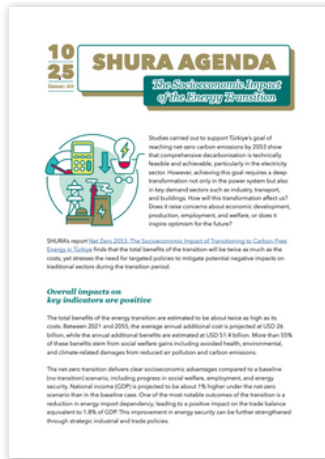 10
25
SHURA AGENDA
The Socioeconomic Impact
of the Energy Transition
Studies carried out to support Türkiye's goal of
reaching net-zero carbon emissions by 2053 show
that comprehensive decarbonisation is technically
feasible and achievable, particularly in the electricity
sector. However, achieving this goal requires a deep
transformation not only in the power system but also
in key demand sectors such as industry, transport,
and buildings. How will this transformation affect us?
Does it raise concerns about economic development,
production, employment, and welfare, or does it
inspire optimism for the future?
SHURA's report Net Zero 2053: The Socioeconomic Impact of Transitioning to Carbon-Free
Energy in Türkiye finds that the total benefits of the transition will be twice as much as the
costs, yet stresses the need for targeted policies to mitigate potential negative impacts on
traditional sectors during the transition period.
Overall impacts on
key indicators are positive
The total benefits of the energy transition are estimated to be about twice as high as its
costs. Between 2021 and 2055, the average annual additional cost is projected at USD 26
billion, while the annual additional benefits are estimated at USD 51.4 billion. More than 55%
of these benefits stem from social welfare gains including avoided health, environmental,
and climate-related damages from reduced air pollution and carbon emissions.
The net-zero transition delivers clear socioeconomic advantages compared to a baseline
(no transition) scenario, including progress in social welfare, employment, and energy
security. National income (GDP) is projected to be about 1% higher under the net-zero
scenario than in the baseline case. One of the most notable outcomes of the transition is a
reduction in energy import dependency, leading to a positive impact on the trade balance
equivalent to 1.8% of GDP. This improvement in energy security can be further strengthened
through strategic industrial and trade policies.